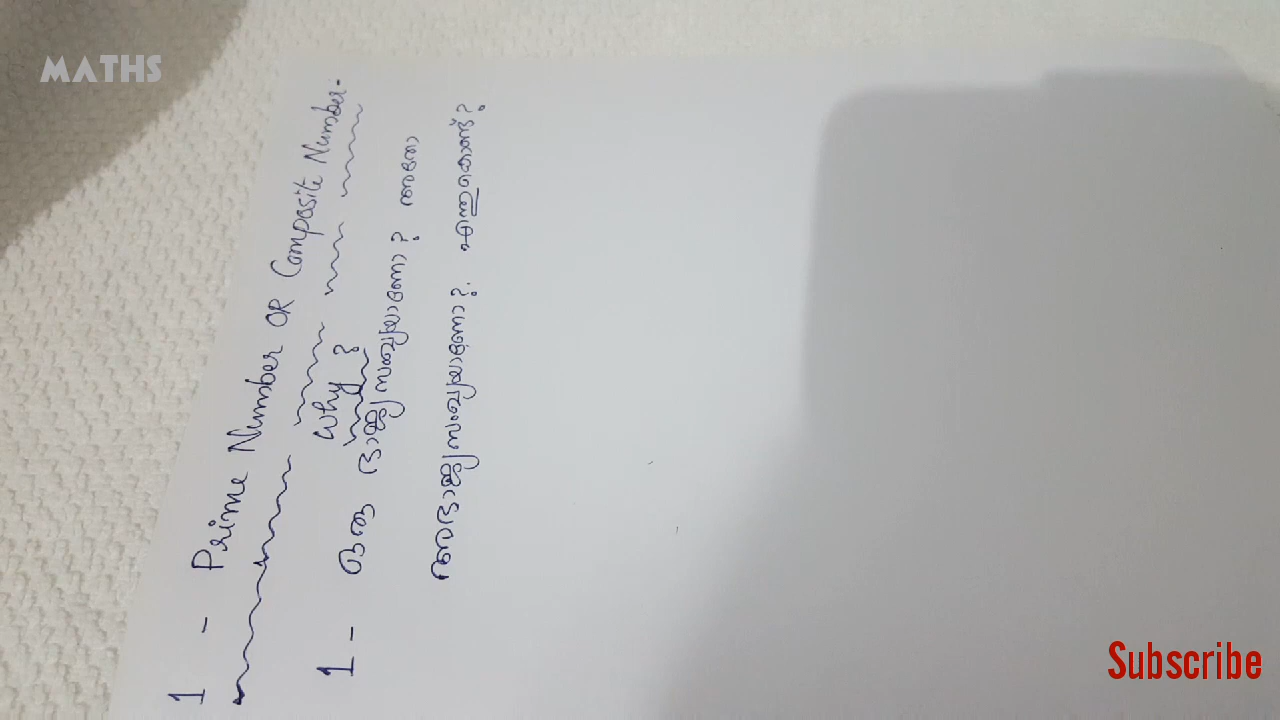 MATHS
1 - Prime Number OR Composite Number.
Why?
1 - ഒരു ഭാജ്യസംഖ്യയാണോ? അതോ
അഭാജ്യസംഖ്യയാണോ? എന്തുകൊണ്ട്?
Subscribe